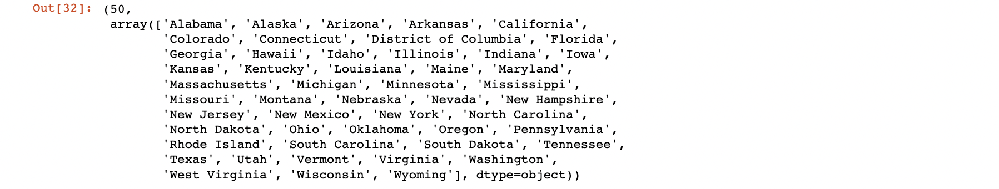 Out[32]: (50,
array(['Alabama', 'Alaska', 'Arizona', 'Arkansas', 'California',
'Colorado', 'Connecticut', 'District of Columbia', 'Florida',
'Georgia', 'Hawaii', 'Idaho', 'Illinois', 'Indiana', 'Iowa',
'Kansas', 'Kentucky', 'Louisiana', 'Maine', 'Maryland',
'Massachusetts', 'Michigan', 'Minnesota', 'Mississippi',
'Missouri', 'Montana', 'Nebraska', 'Nevada', 'New Hampshire',
'New Jersey', 'New Mexico', 'New York', 'North Carolina',
'North Dakota', 'Ohio', 'Oklahoma', 'Oregon', 'Pennsylvania',
'Rhode Island', 'South Carolina', 'South Dakota', 'Tennessee',
'Texas', 'Utah', 'Vermont', 'Virginia', 'Washington',
'West Virginia', 'Wisconsin', 'Wyoming'], dtype=object))